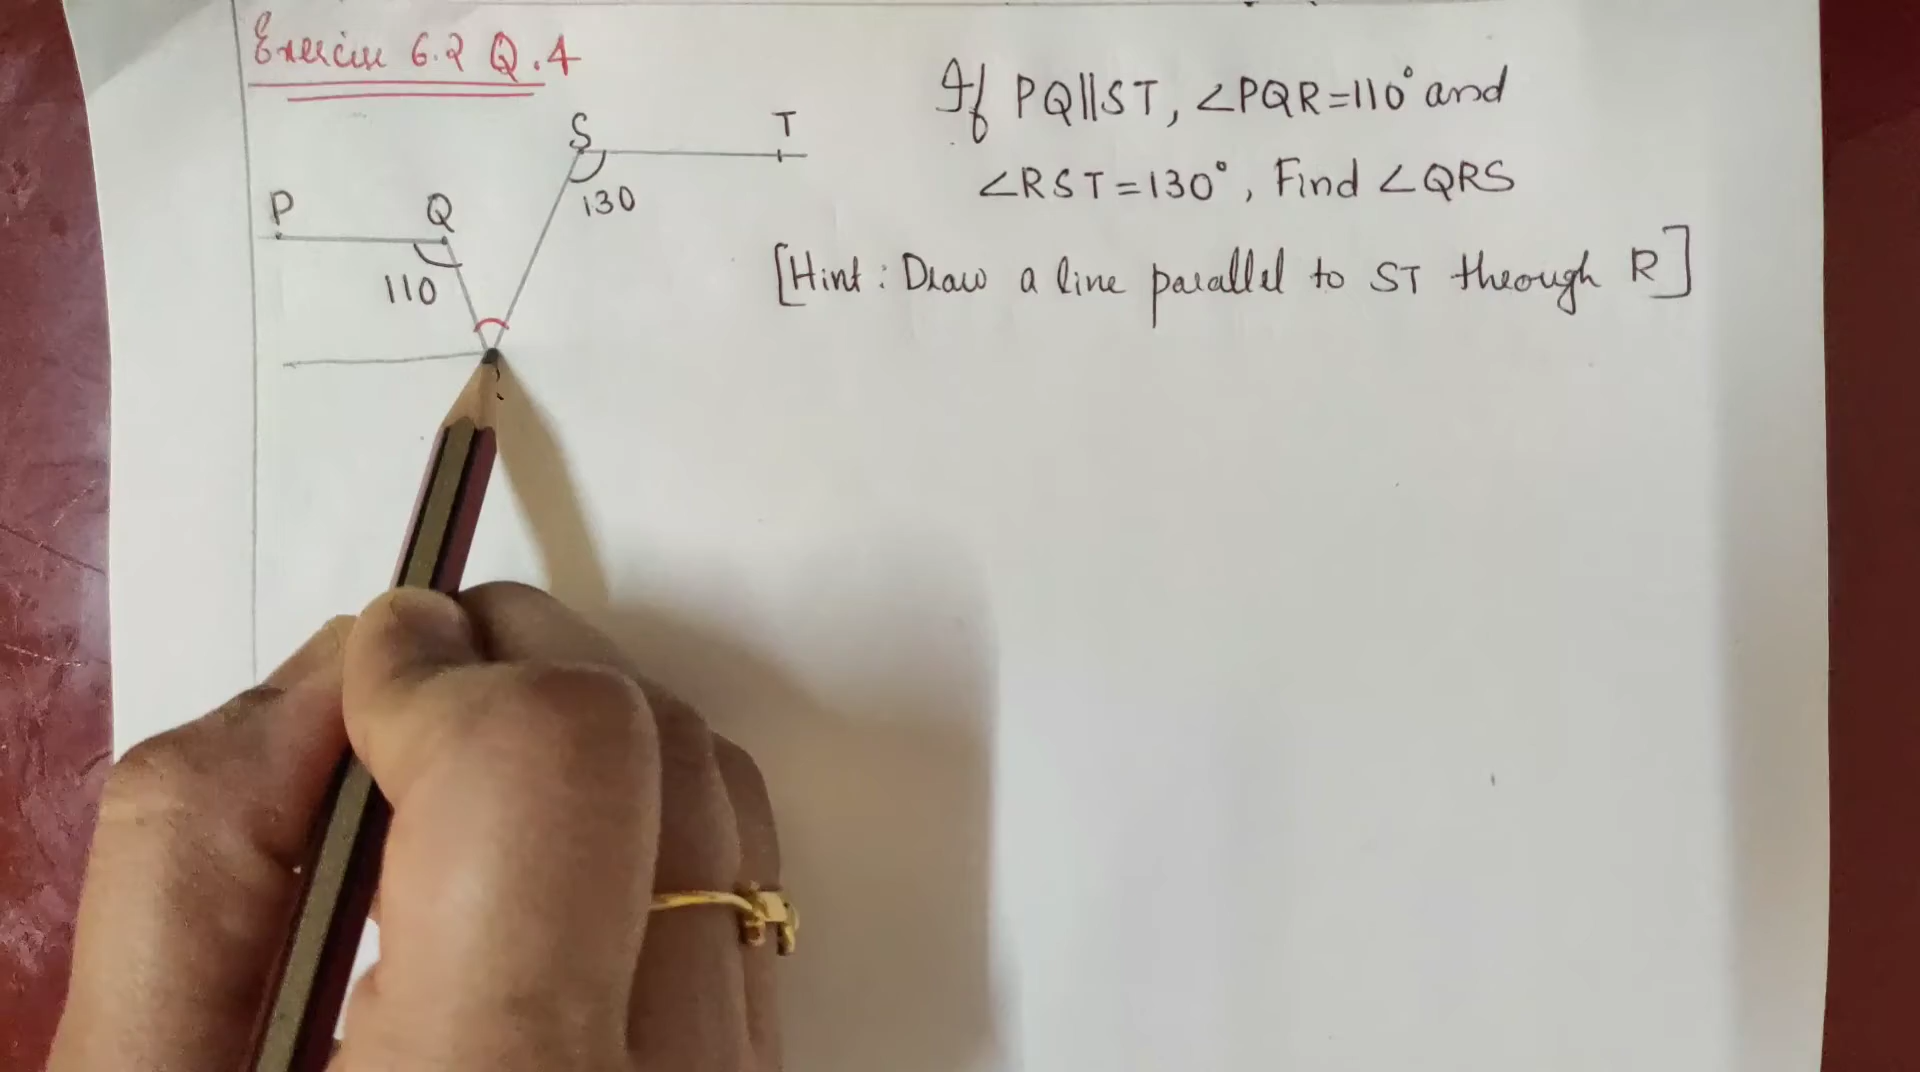 Exercise 6.2 Q.4
If PQ||ST, ∠PQR=110° and
∠RST=130°, Find ∠QRS
[Hint: Draw a line parallel to ST through R]
S
T
130
P
Q
110